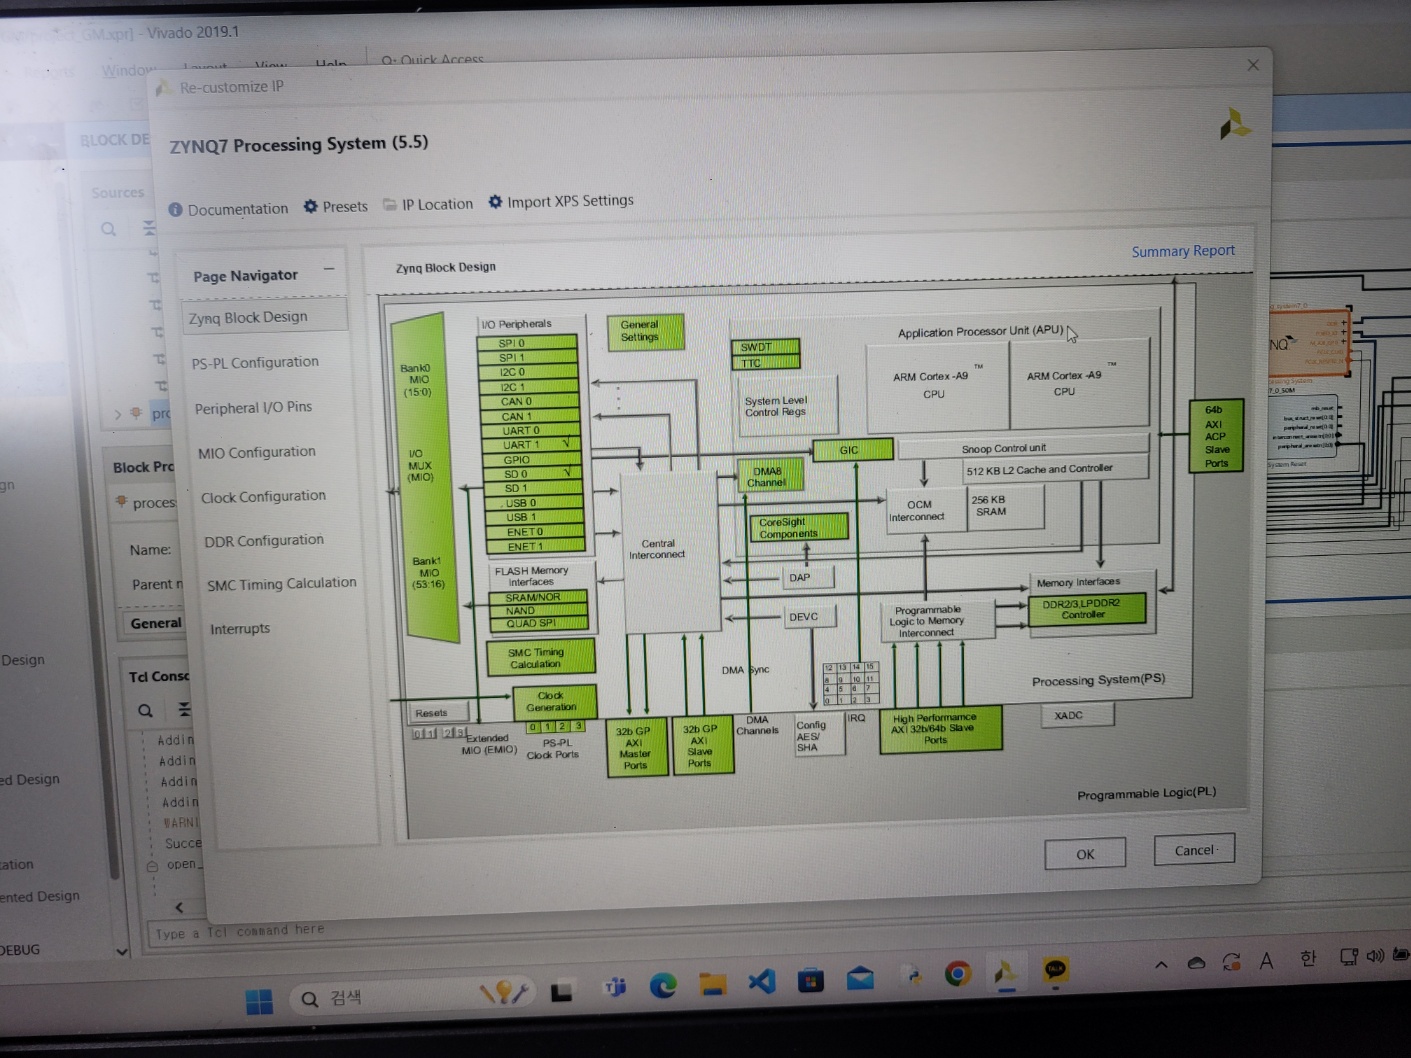 _GM.xpr] - Vivado 2019.1
Reports Window Layout View Help Q- Quick Access
Re-customize IP
ZYNQ7 Processing System (5.5)
Documentation Presets IP Location Import XPS Settings
BLOCK DE
Sources
Page Navigator
Zynq Block Design
PS-PL Configuration
Peripheral I/O Pins
MIO Configuration
Clock Configuration
DDR Configuration
SMC Timing Calculation
Interrupts
Zynq Block Design
Summary Report
Bank0
MIO
(15:0)
I/O
MUX
(MIO)
Bank1
MIO
(53:16)
I/O Peripherals
SPI 0
SPI 1
I2C 0
I2C 1
CAN 0
CAN 1
UART 0
UART 1
GPIO
SD 0
SD 1
USB 0
USB 1
ENET 0
ENET 1
FLASH Memory
Interfaces
SRAM/NOR
NAND
QUAD SPI
SMC Timing
Calculation
Clock
Generation
Resets
0 1 2 3
0 1 2 3
Extended
MIO (EMIO)
PS-PL
Clock Ports
General
Settings
SWDT
TTC
System Level
Control Regs
Application Processor Unit (APU)
ARM Cortex -A9
TM
CPU
ARM Cortex -A9
TM
CPU
GIC
Snoop Control unit
512 KB L2 Cache and Controller
DMA8
Channel
OCM
Interconnect
256 KB
SRAM
CoreSight
Components
Central
Interconnect
DAP
DEVC
Programmable
Logic to Memory
Interconnect
Memory Interfaces
DDR2/3,LPDDR2
Controller
64b
AXI
ACP
Slave
Ports
DMA Sync
12 13 14 15
8 9 10 11
4 5 6 7
0 1 2 3
Processing System(PS)
32b GP
AXI
Master
Ports
32b GP
AXI
Slave
Ports
DMA
Channels
Config
AES/
SHA
IRQ
High Performance
AXI 32b/64b Slave
Ports
XADC
Programmable Logic(PL)
OK
Cancel
pro
Block Pro
proces
Name:
Parent n
General
Tcl Consc
Addin
Addin
Addin
Addin
WARNI
Succe
open_
Type a Tcl command here
gn
Design
ed Design
ation
ented Design
DEBUG
System Reset
검색
TALK
A
한